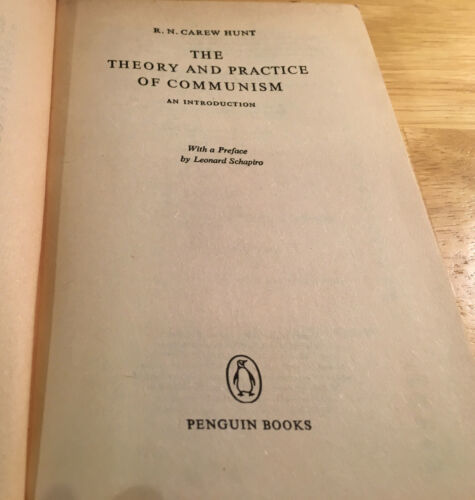 R. N. CAREW HUNT
THE
THEORY AND PRACTICE
OF COMMUNISM
AN INTRODUCTION
With a Preface
by Leonard Schapiro
PENGUIN BOOKS